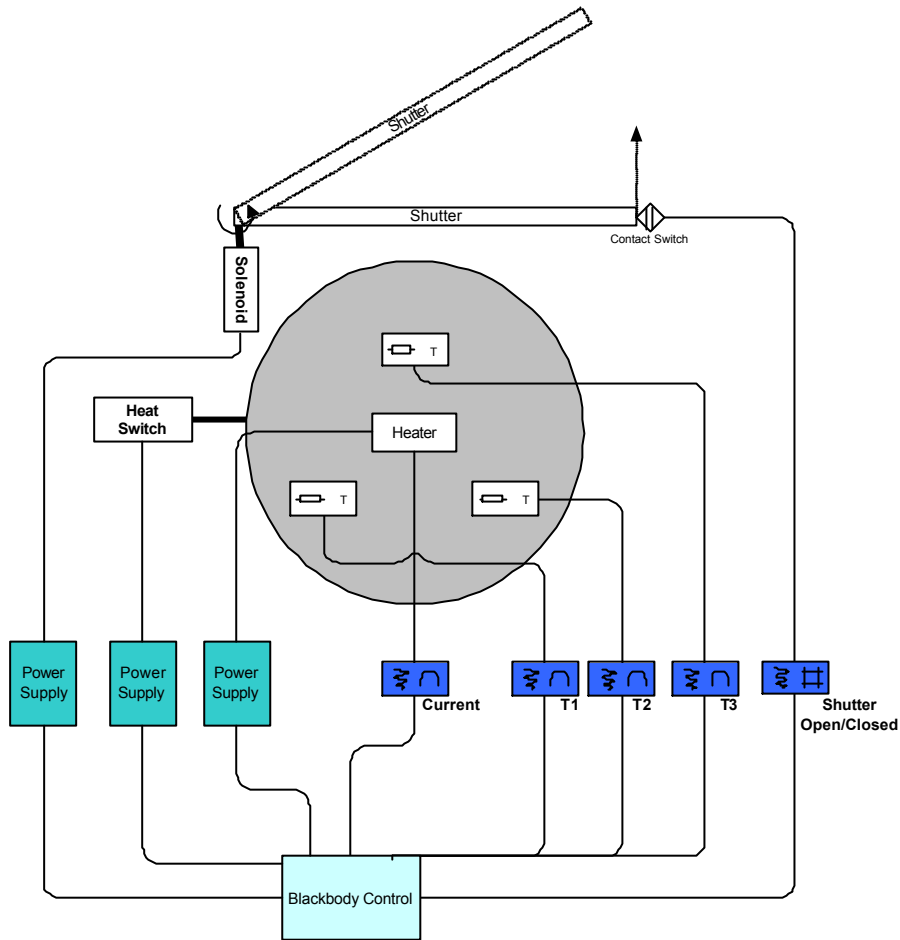 Shutter
Shutter
Contact Switch
Solenoid
T
Heat
Switch
Heater
T
T
Power
Supply
Power
Supply
Power
Supply
Current
T1
T2
T3
Shutter
Open/Closed
Blackbody Control